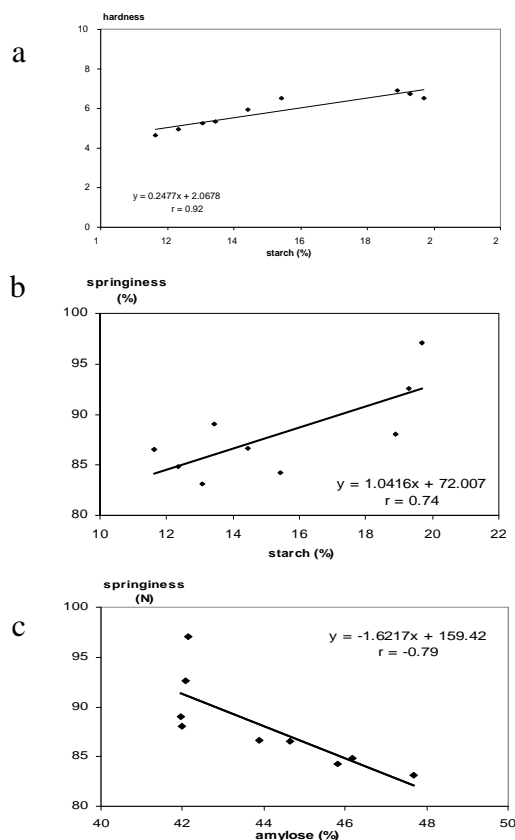 a
hardness
10
8
6
4
2
0
y = 0.2477x + 2.0678
r = 0.92
1 12 14 16 18 2 2
starch (%)
b
springiness
(%)
100
95
90
85
80
y = 1.0416x + 72.007
r = 0.74
10 12 14 16 18 20 22
starch (%)
c
springiness
(N)
100
95
90
85
80
y = -1.6217x + 159.42
r = -0.79
40 42 44 46 48 50
amylose (%)